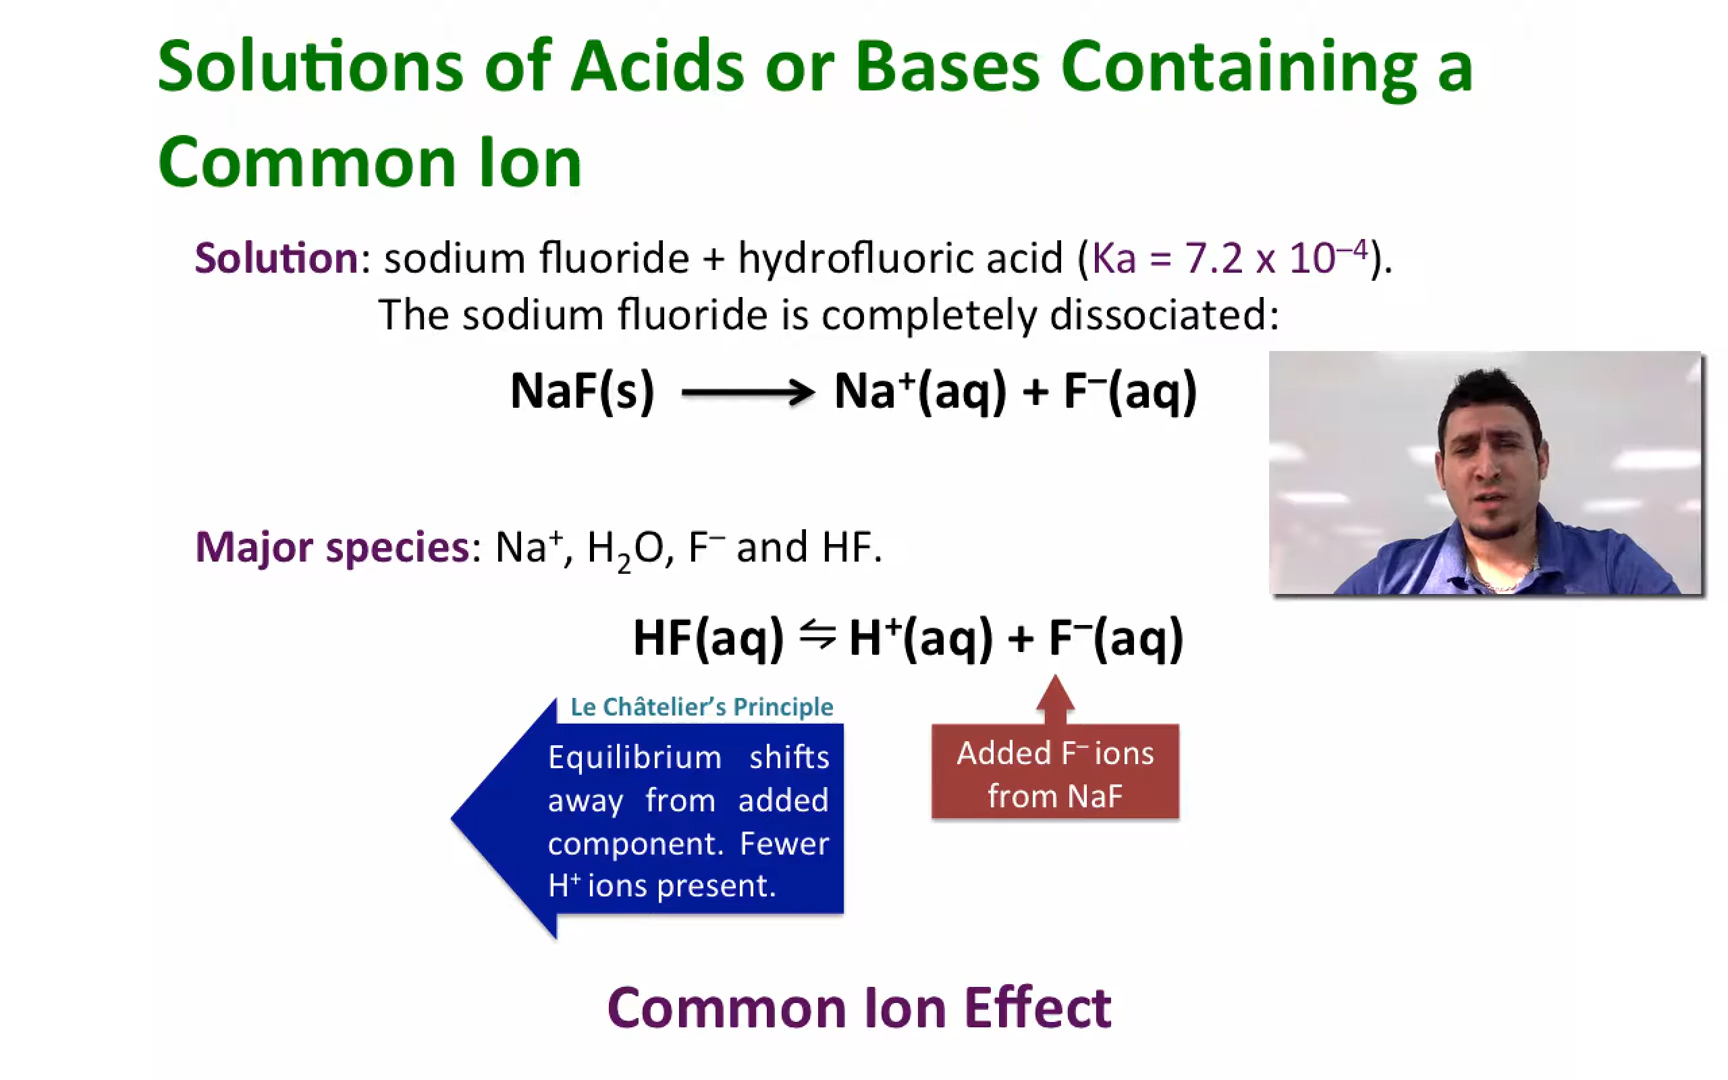 Solutions of Acids or Bases Containing a
Common Ion
Solution: sodium fluoride + hydrofluoric acid (Ka = 7.2 x 10⁻⁴).
The sodium fluoride is completely dissociated:
NaF(s) ⟶ Na⁺(aq) + F⁻(aq)
Major species: Na⁺, H₂O, F⁻ and HF.
HF(aq) ⇋ H⁺(aq) + F⁻(aq)
Le Châtelier’s Principle
Equilibrium shifts
away from added
component. Fewer
H⁺ ions present.
Added F⁻ ions
from NaF
Common Ion Effect